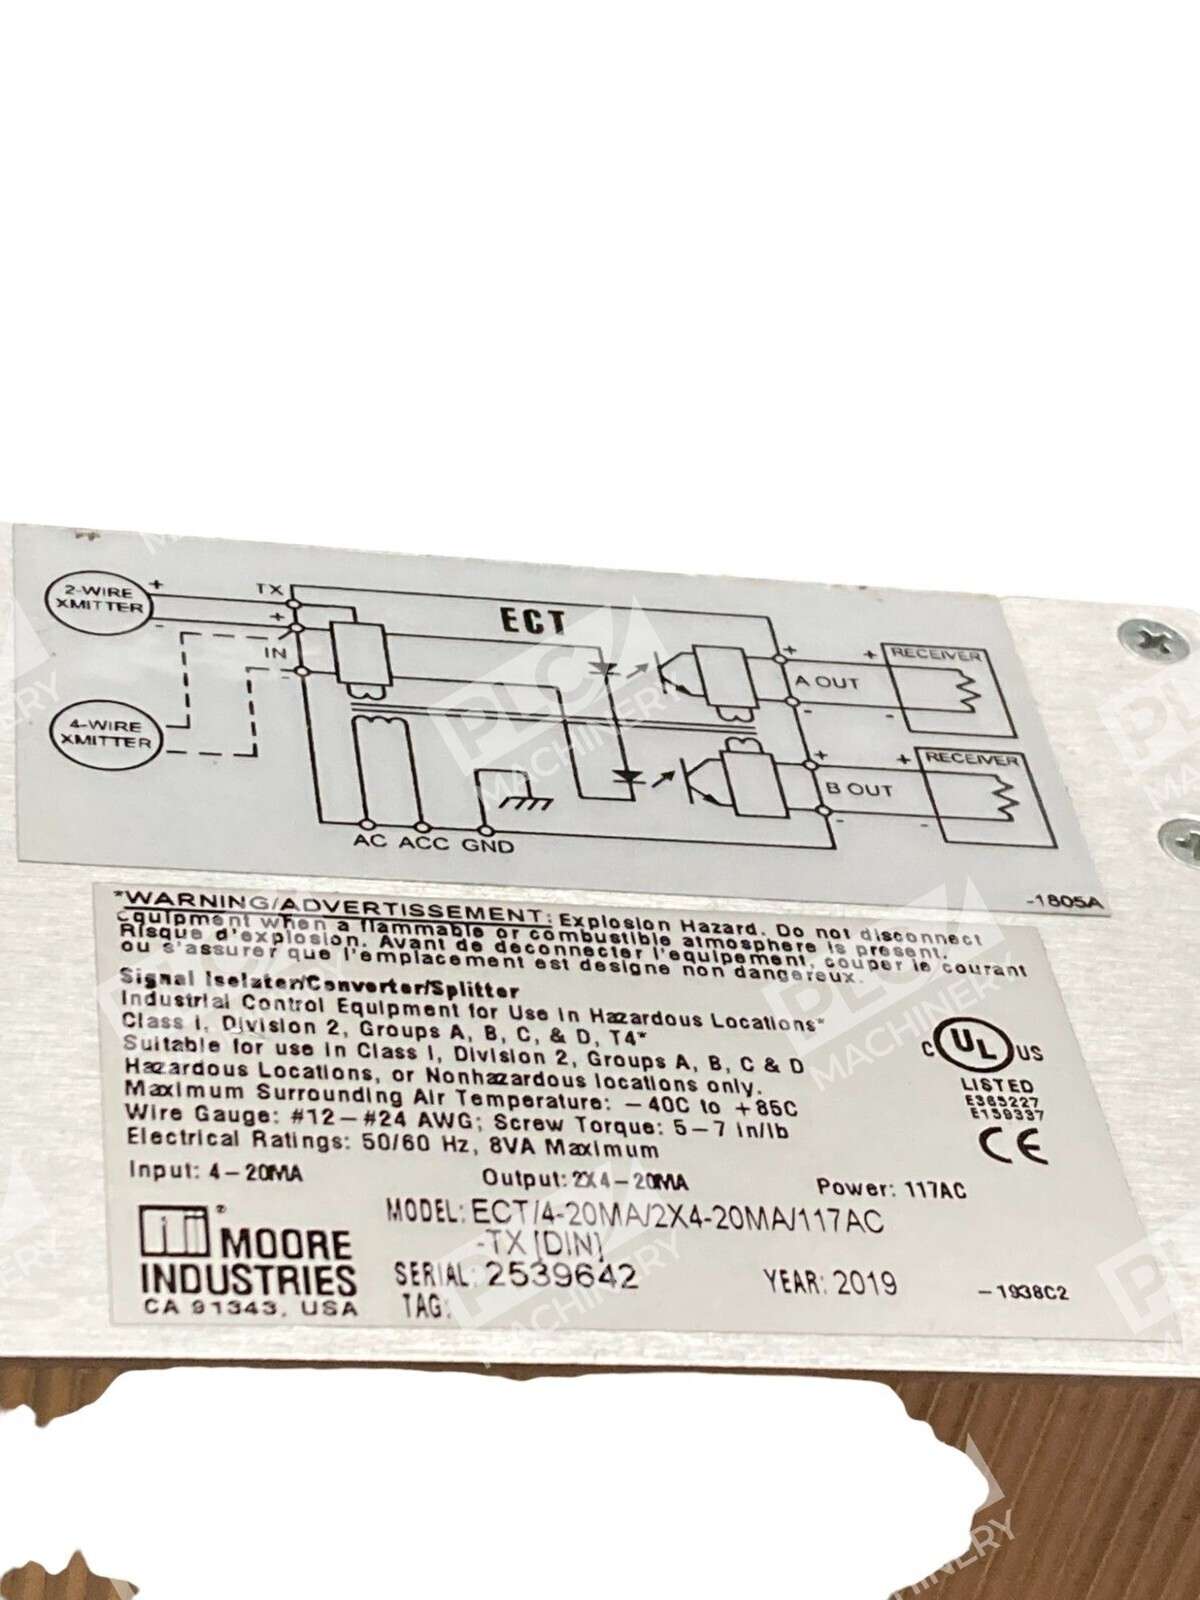 2-WIRE
XMITTER
+
-
TX
+
IN
-
4-WIRE
XMITTER
ECT
+
A OUT
-
+
RECEIVER
-
+
B OUT
-
+
RECEIVER
-
AC ACC GND
-1805A
*WARNING/ADVERTISSEMENT: Explosion Hazard. Do not disconnect
equipment when a flammable or combustible atmosphere is present.
Risque d'explosion. Avant de deconnecter l'equipement, couper le courant
ou s'assurer que l'emplacement est designe non dangereux.
Signal Isolator/Converter/Splitter
Industrial Control Equipment for Use in Hazardous Locations*
Class I, Division 2, Groups A, B, C, & D, T4*
Suitable for use in Class I, Division 2, Groups A, B, C & D
Hazardous Locations, or Nonhazardous locations only.
Maximum Surrounding Air Temperature: -40C to +85C
Wire Gauge: #12-#24 AWG; Screw Torque: 5-7 in/lb
Electrical Ratings: 50/60 Hz, 8VA Maximum
C UL US
LISTED
E365227
E159337
CE
Input: 4-20MA Output: 2X4-20MA Power: 117AC
MODEL: ECT/4-20MA/2X4-20MA/117AC
-TX [DIN]
MOORE
INDUSTRIES
CA 91343, USA
SERIAL: 2539642 YEAR: 2019 -1938C2
TAG:
PLC
MACHINERY